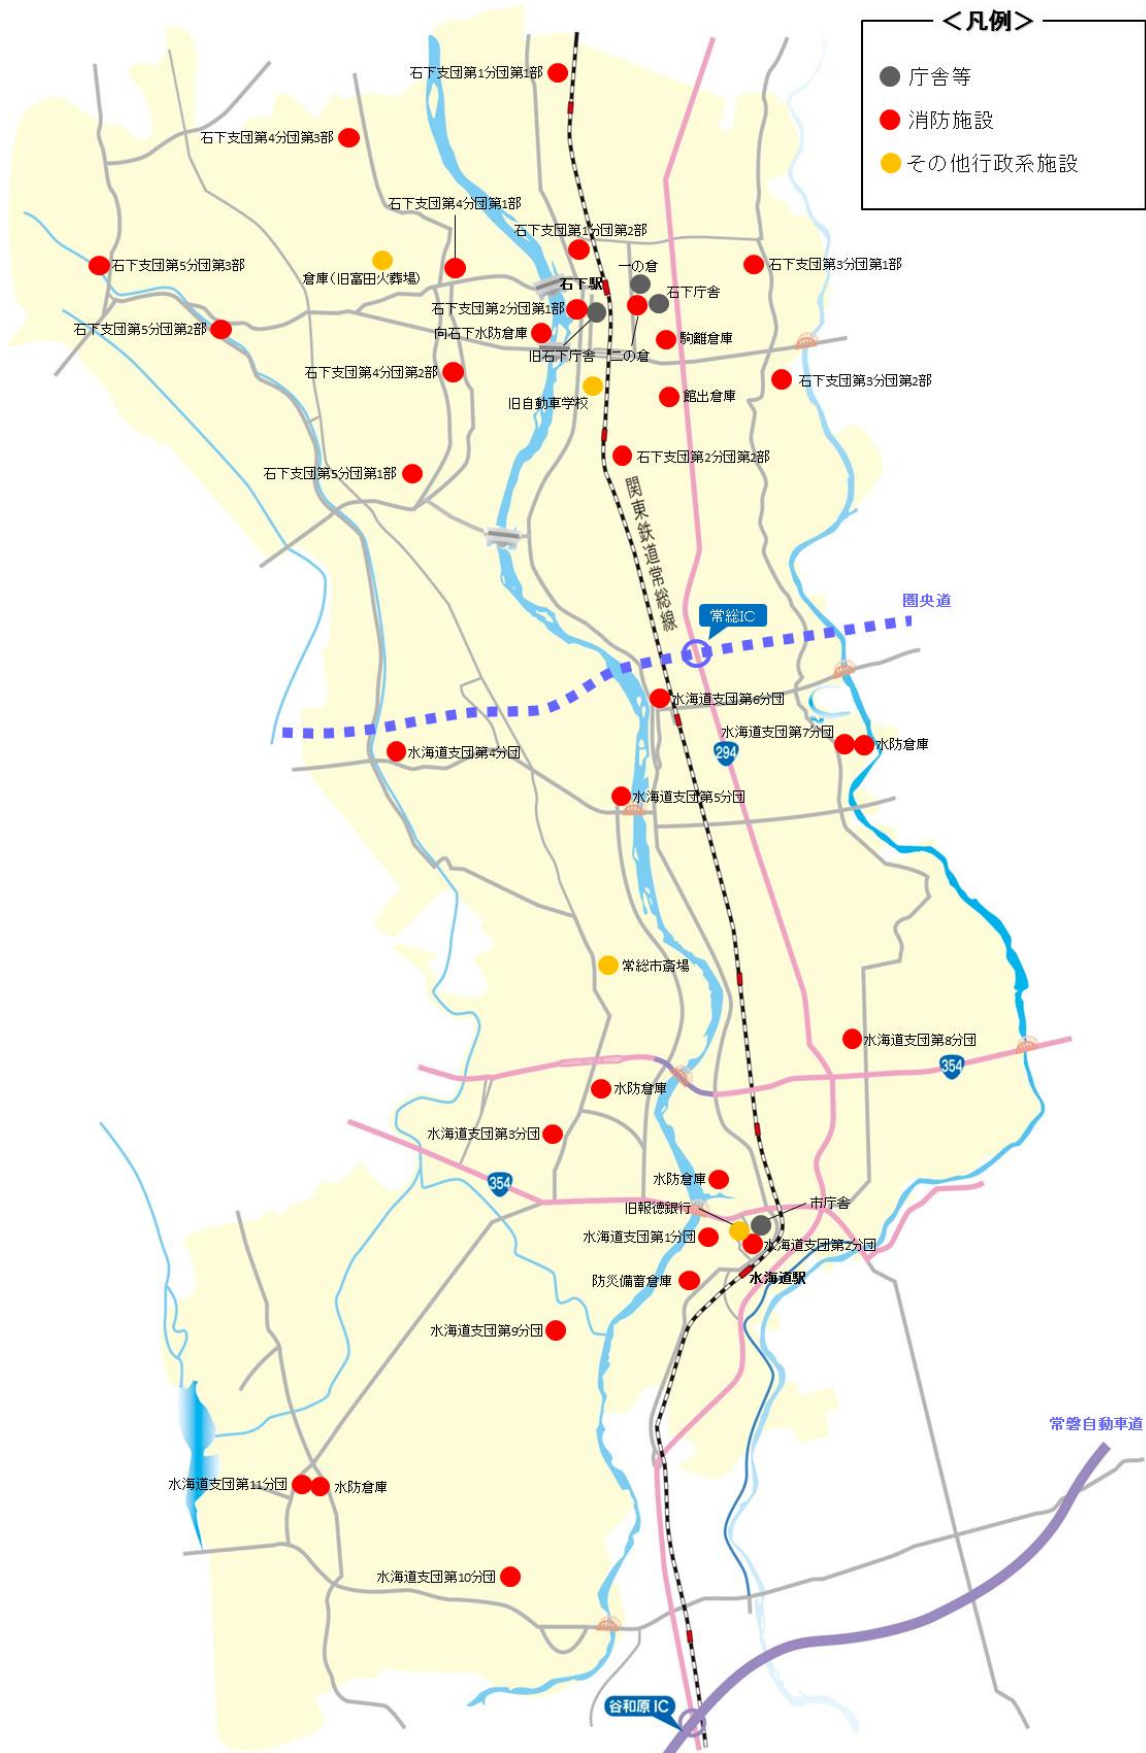 ＜凡例＞
庁舎等
消防施設
その他行政系施設
石下支団第1分団第1部
石下支団第4分団第3部
石下支団第4分団第1部
石下支団第1分団第2部
石下支団第5分団第3部
倉庫（旧富田火葬場）
一の倉
石下支団第3分団第1部
石下駅
石下庁舎
石下支団第2分団第1部
石下支団第5分団第2部
向石下水防倉庫
駒離倉庫
旧石下庁舎
二の倉
石下支団第4分団第2部
石下支団第3分団第2部
旧自動車学校
館出倉庫
石下支団第2分団第2部
石下支団第5分団第1部
関東鉄道常総線
圏央道
常総IC
水海道支団第6分団
水海道支団第7分団
水防倉庫
294
水海道支団第4分団
水海道支団第5分団
常総市斎場
水海道支団第8分団
354
水防倉庫
水海道支団第3分団
水防倉庫
354
旧報徳銀行
市庁舎
水海道支団第1分団
水海道支団第2分団
防災備蓄倉庫
水海道駅
水海道支団第9分団
常磐自動車道
水海道支団第11分団
水防倉庫
水海道支団第10分団
谷和原 IC